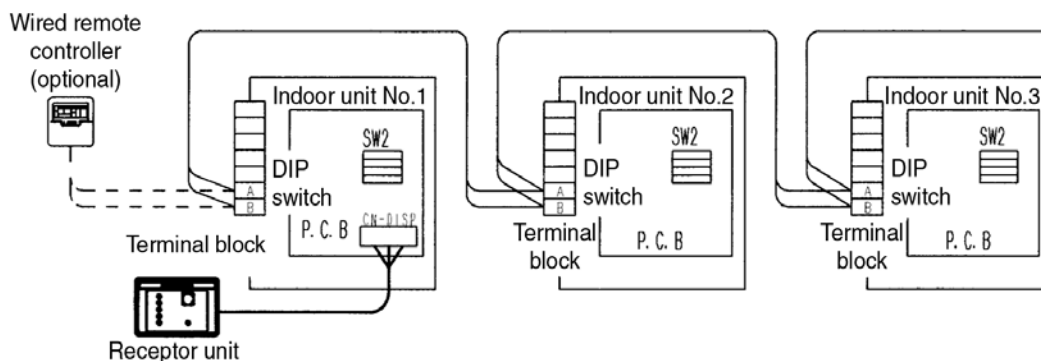 Wired remote
controller
(optional)
Indoor unit No.1
SW2
DIP
switch
A
B
CN-DISP
P. C. B
Terminal block
Receptor unit
Indoor unit No.2
SW2
DIP
switch
A
B
P. C. B
Terminal
block
Indoor unit No.3
SW2
DIP
switch
A
B
P. C. B
Terminal
block